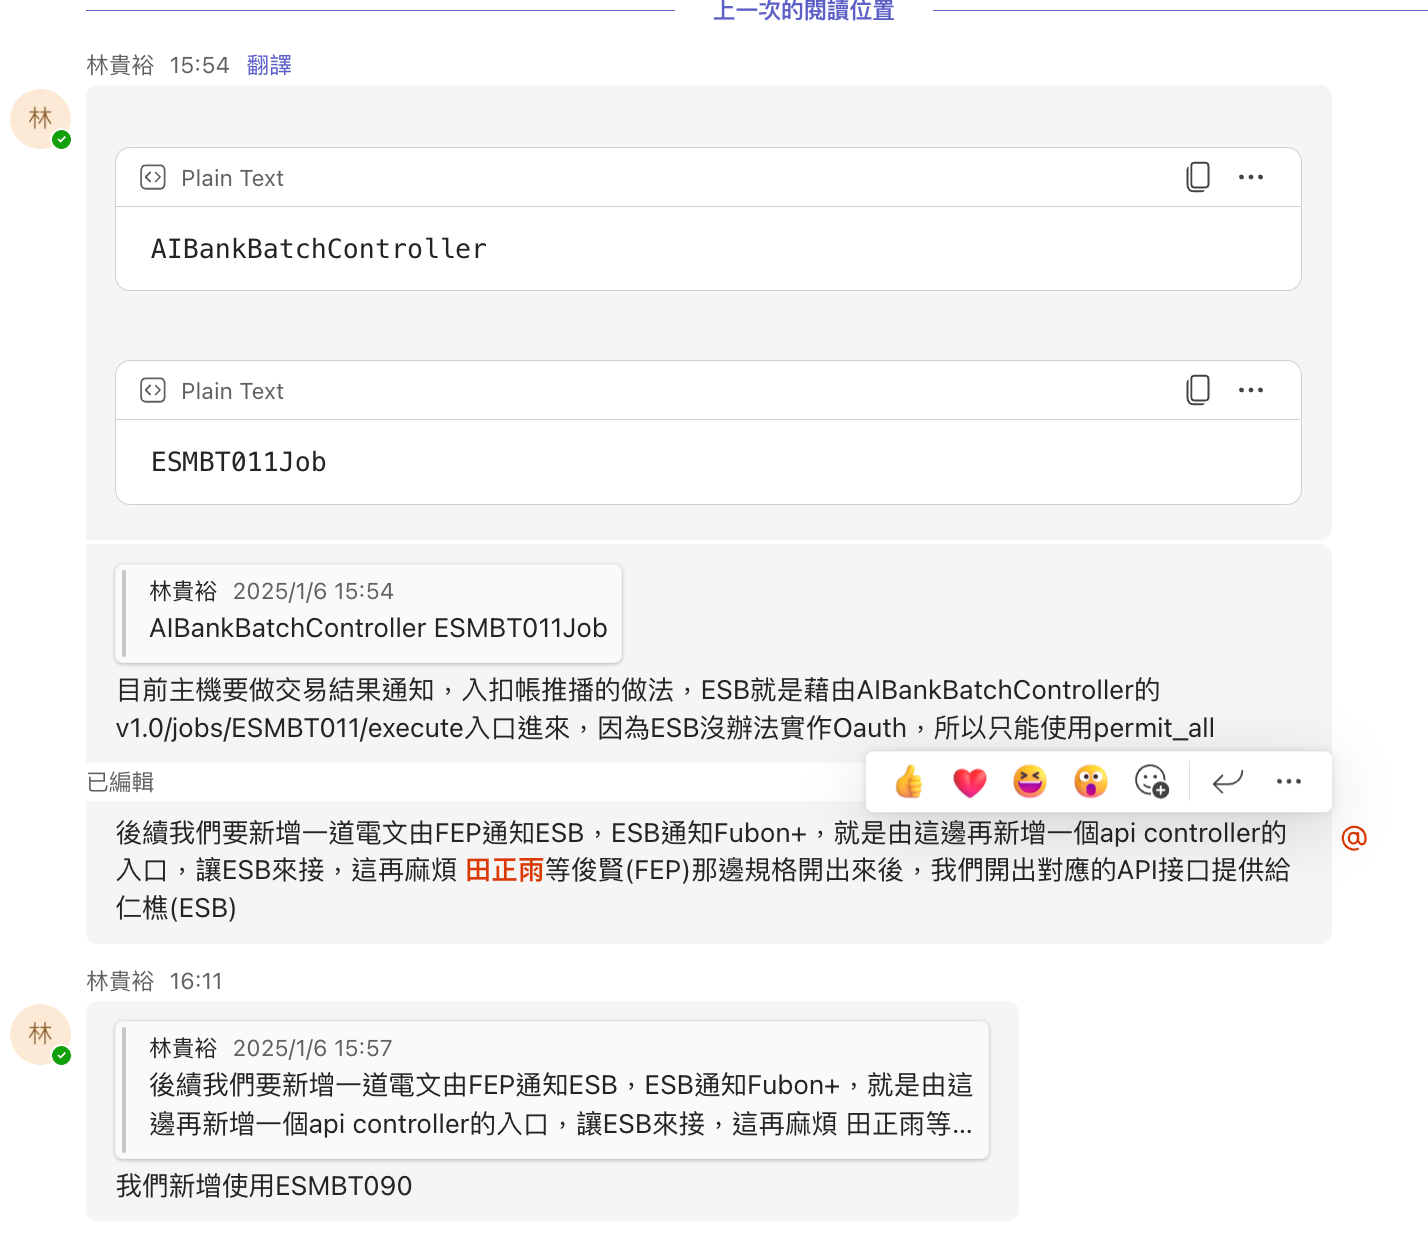 上一次的閱讀位置
林貴裕 15:54 翻譯
林
Plain Text
AIBankBatchController
Plain Text
ESMBT011Job
林貴裕 2025/1/6 15:54
AIBankBatchController ESMBT011Job
目前主機要做交易結果通知，入扣帳推播的做法，ESB就是藉由AIBankBatchController的
v1.0/jobs/ESMBT011/execute入口進來，因為ESB沒辦法實作Oauth，所以只能使用permit_all
已編輯
後續我們要新增一道電文由FEP通知ESB，ESB通知Fubon+，就是由這邊再新增一個api controller的
@
入口，讓ESB來接，這再麻煩 田正雨等俊賢(FEP)那邊規格開出來後，我們開出對應的API接口提供給
仁樵(ESB)
林貴裕 16:11
林
林貴裕 2025/1/6 15:57
後續我們要新增一道電文由FEP通知ESB，ESB通知Fubon+，就是由這
邊再新增一個api controller的入口，讓ESB來接，這再麻煩 田正雨等...
我們新增使用ESMBT090